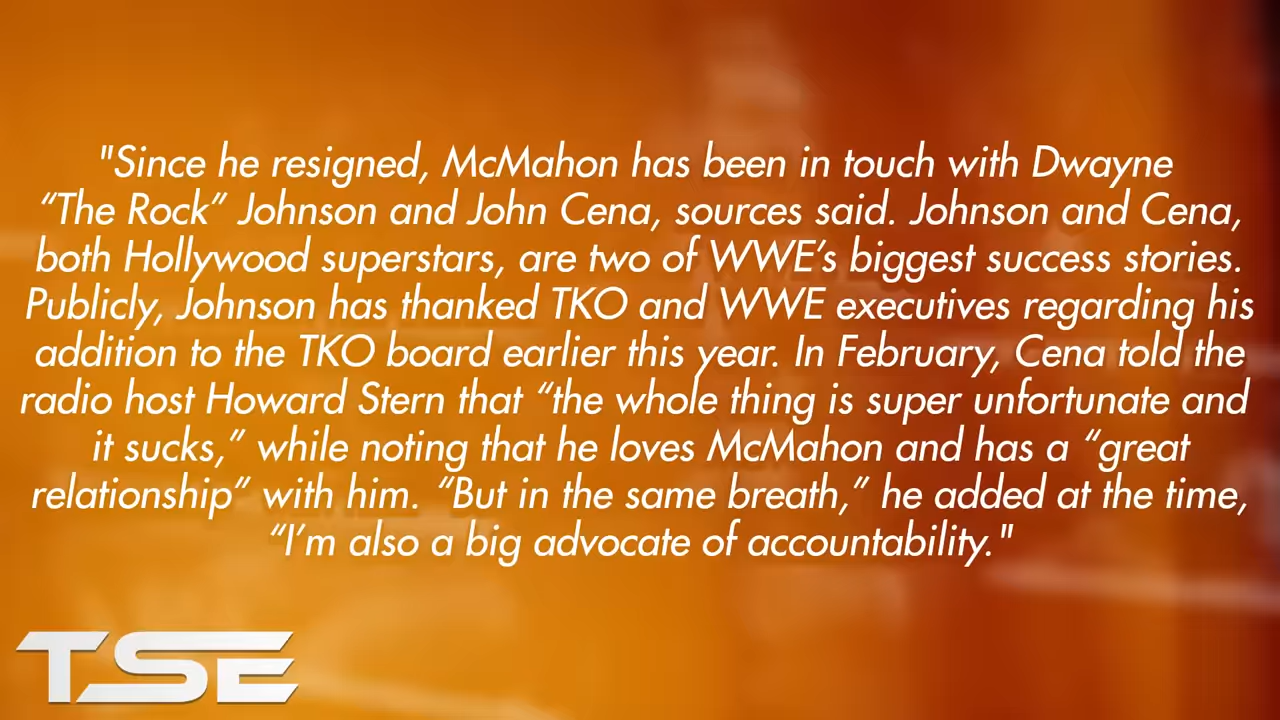 "Since he resigned, McMahon has been in touch with Dwayne
“The Rock” Johnson and John Cena, sources said. Johnson and Cena,
both Hollywood superstars, are two of WWE’s biggest success stories.
Publicly, Johnson has thanked TKO and WWE executives regarding his
addition to the TKO board earlier this year. In February, Cena told the
radio host Howard Stern that “the whole thing is super unfortunate and
it sucks,” while noting that he loves McMahon and has a “great
relationship” with him. “But in the same breath,” he added at the time,
“I’m also a big advocate of accountability."
TSE